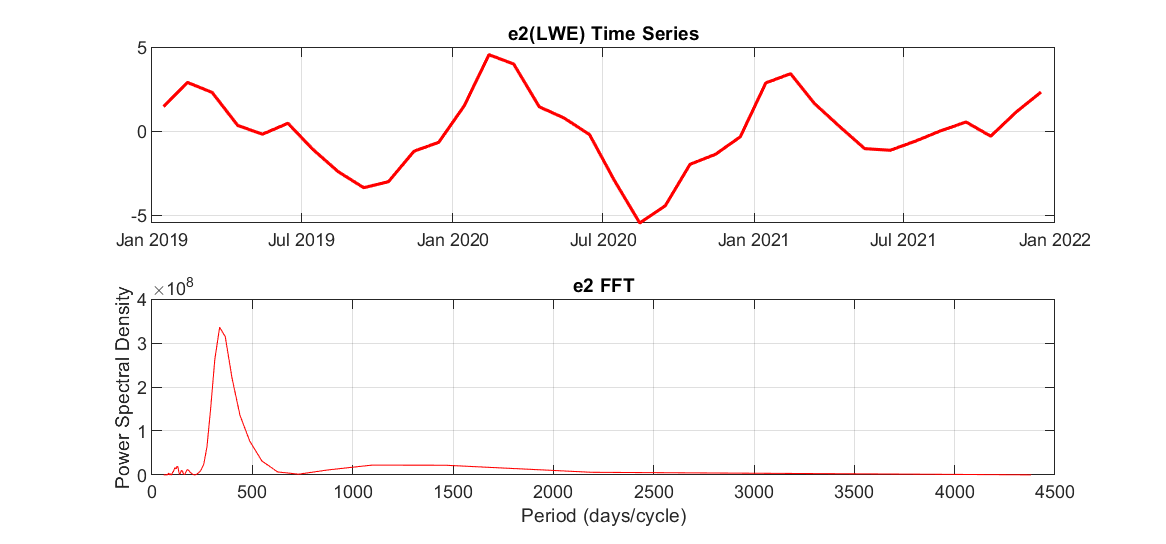 e2(LWE) Time Series
5
0
-5
Jan 2019 Jul 2019 Jan 2020 Jul 2020 Jan 2021 Jul 2021 Jan 2022
e2 FFT
×10^8
Power Spectral Density
4
3
2
1
0
0 500 1000 1500 2000 2500 3000 3500 4000 4500
Period (days/cycle)